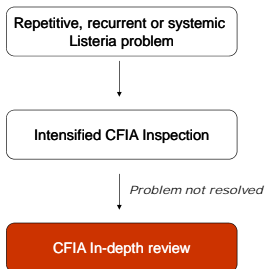 Repetitive, recurrent or systemic
Listeria problem
Intensified CFIA Inspection
Problem not resolved
CFIA In-depth review